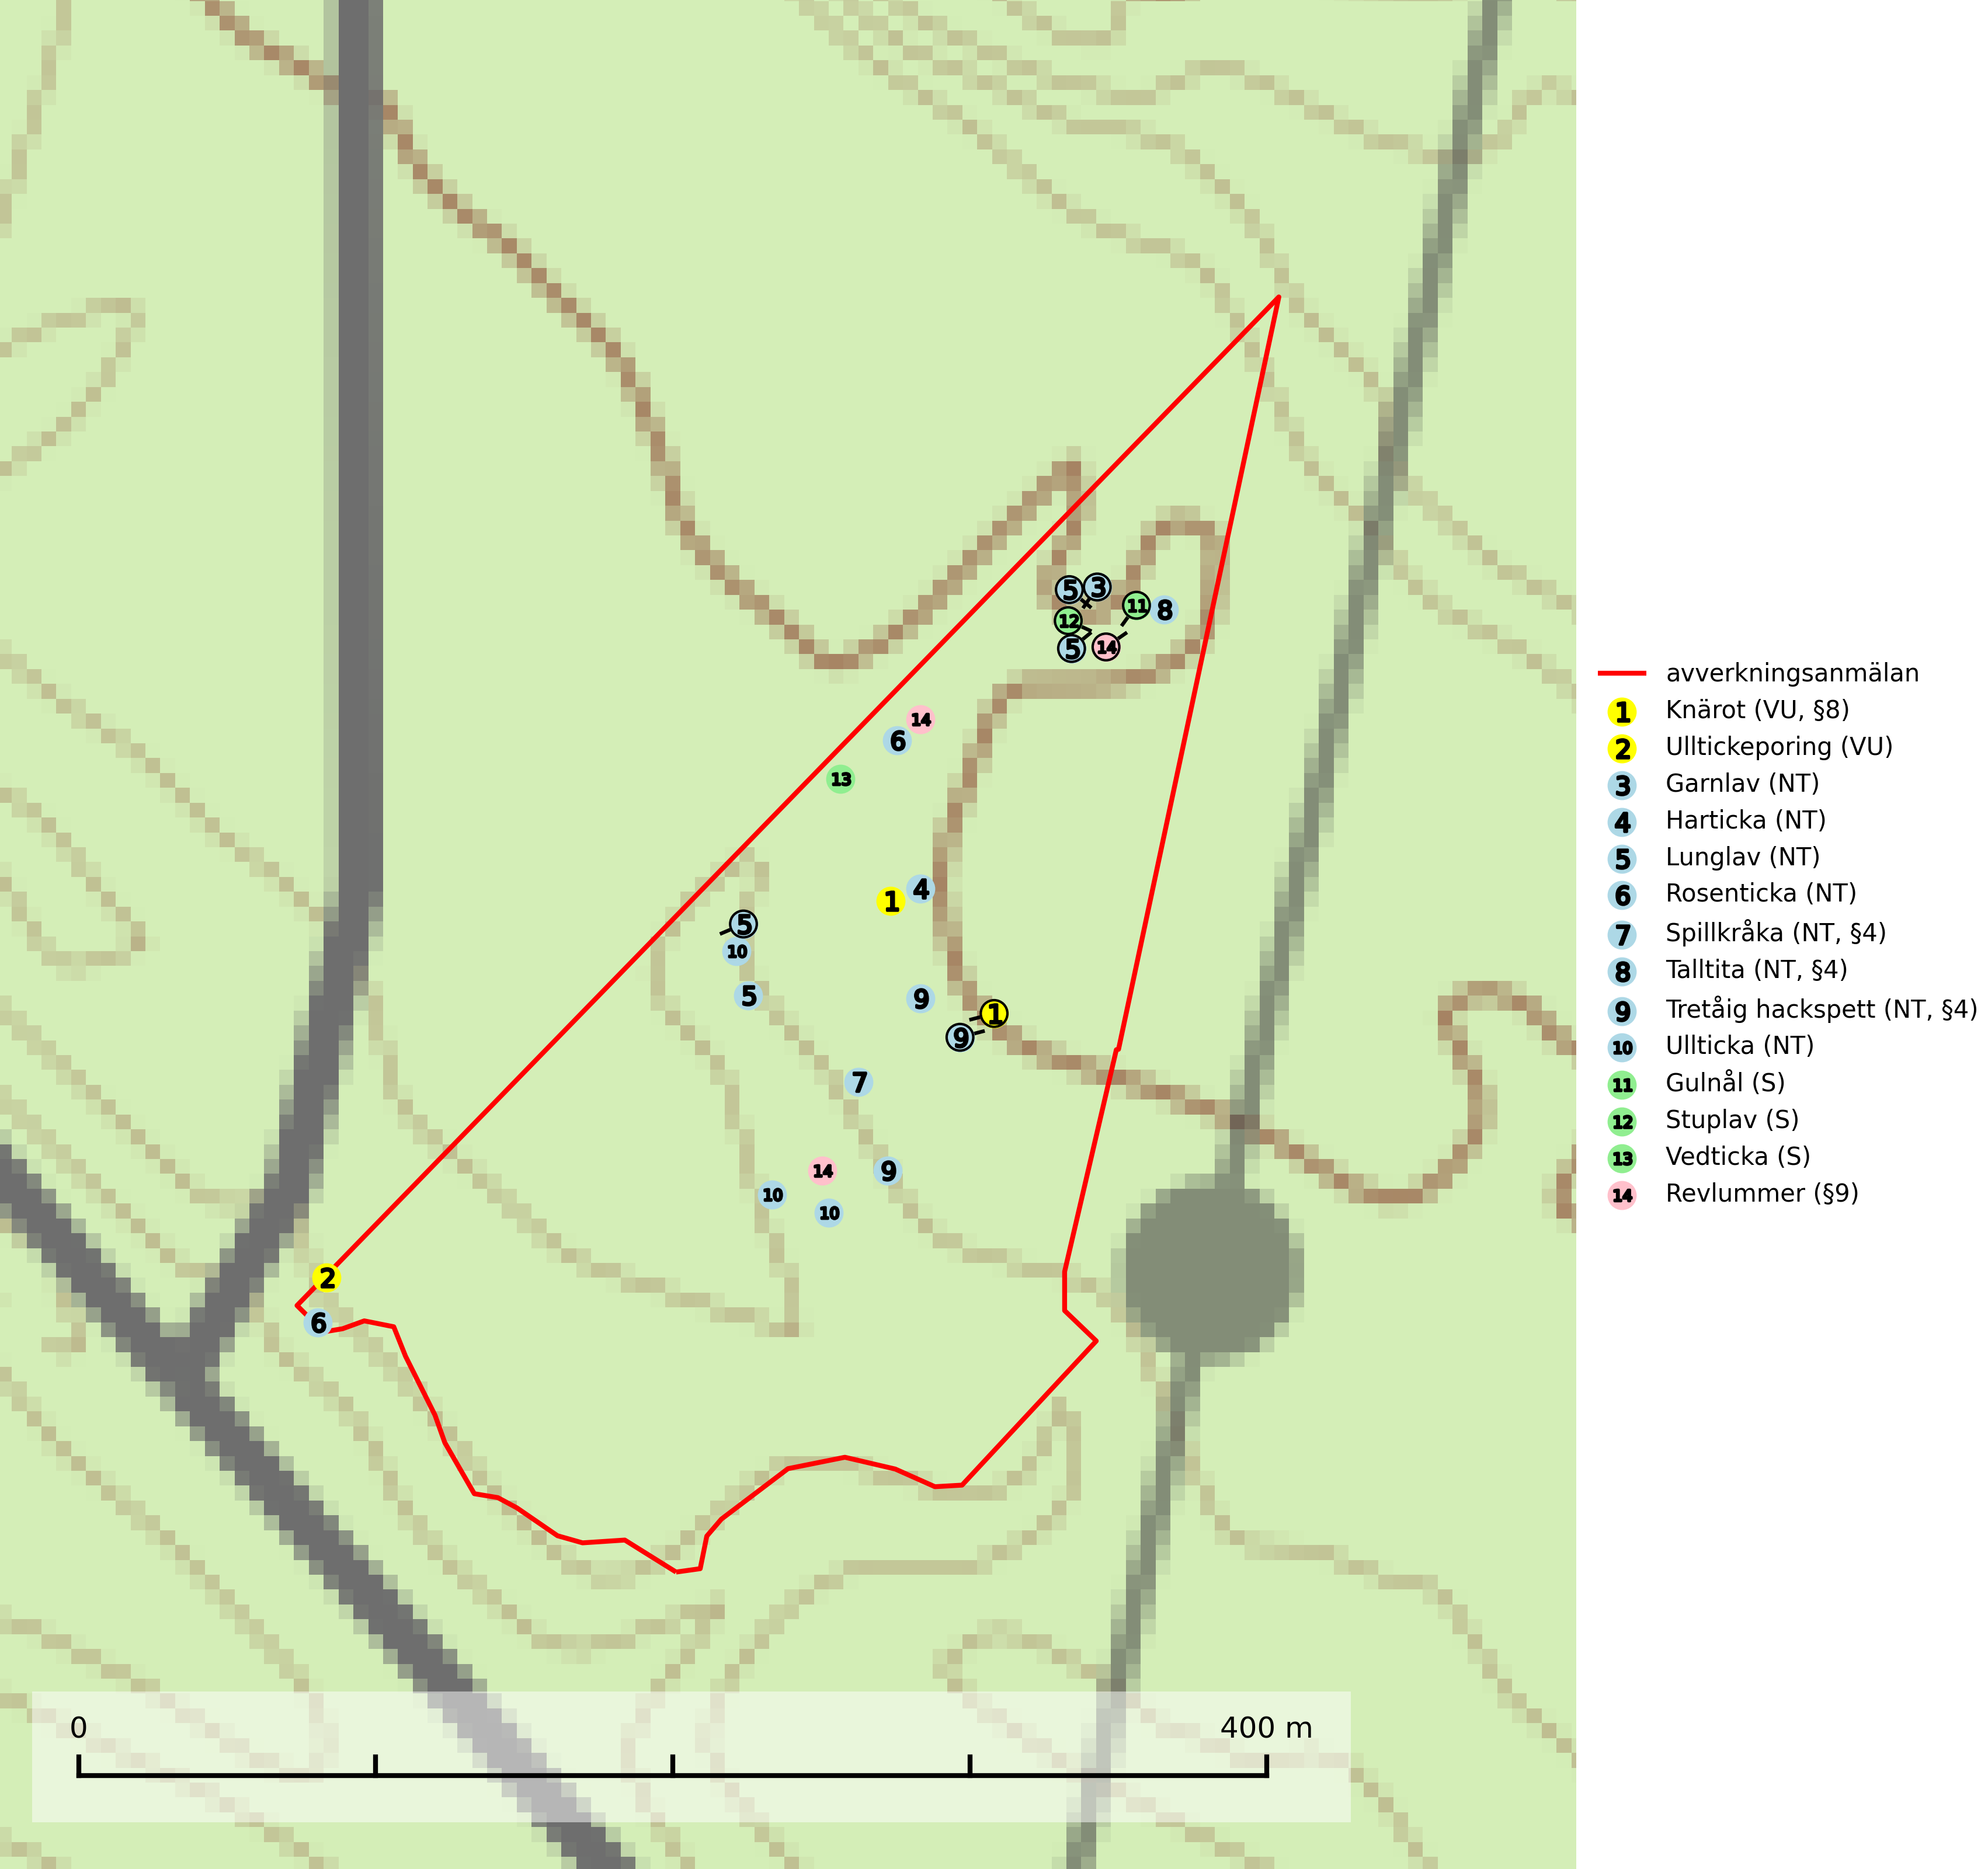 5 3
11 8
12
5 14
14
6
13
4
1
5
10
5
9
1
9
7
14 9
10
10
2
6
0 400 m
avverkningsanmälan
1 Knärot (VU, §8)
2 Ulltickeporing (VU)
3 Garnlav (NT)
4 Harticka (NT)
5 Lunglav (NT)
6 Rosenticka (NT)
7 Spillkråka (NT, §4)
8 Talltita (NT, §4)
9 Tretåig hackspett (NT, §4)
10 Ullticka (NT)
11 Gulnål (S)
12 Stuplav (S)
13 Vedticka (S)
14 Revlummer (§9)